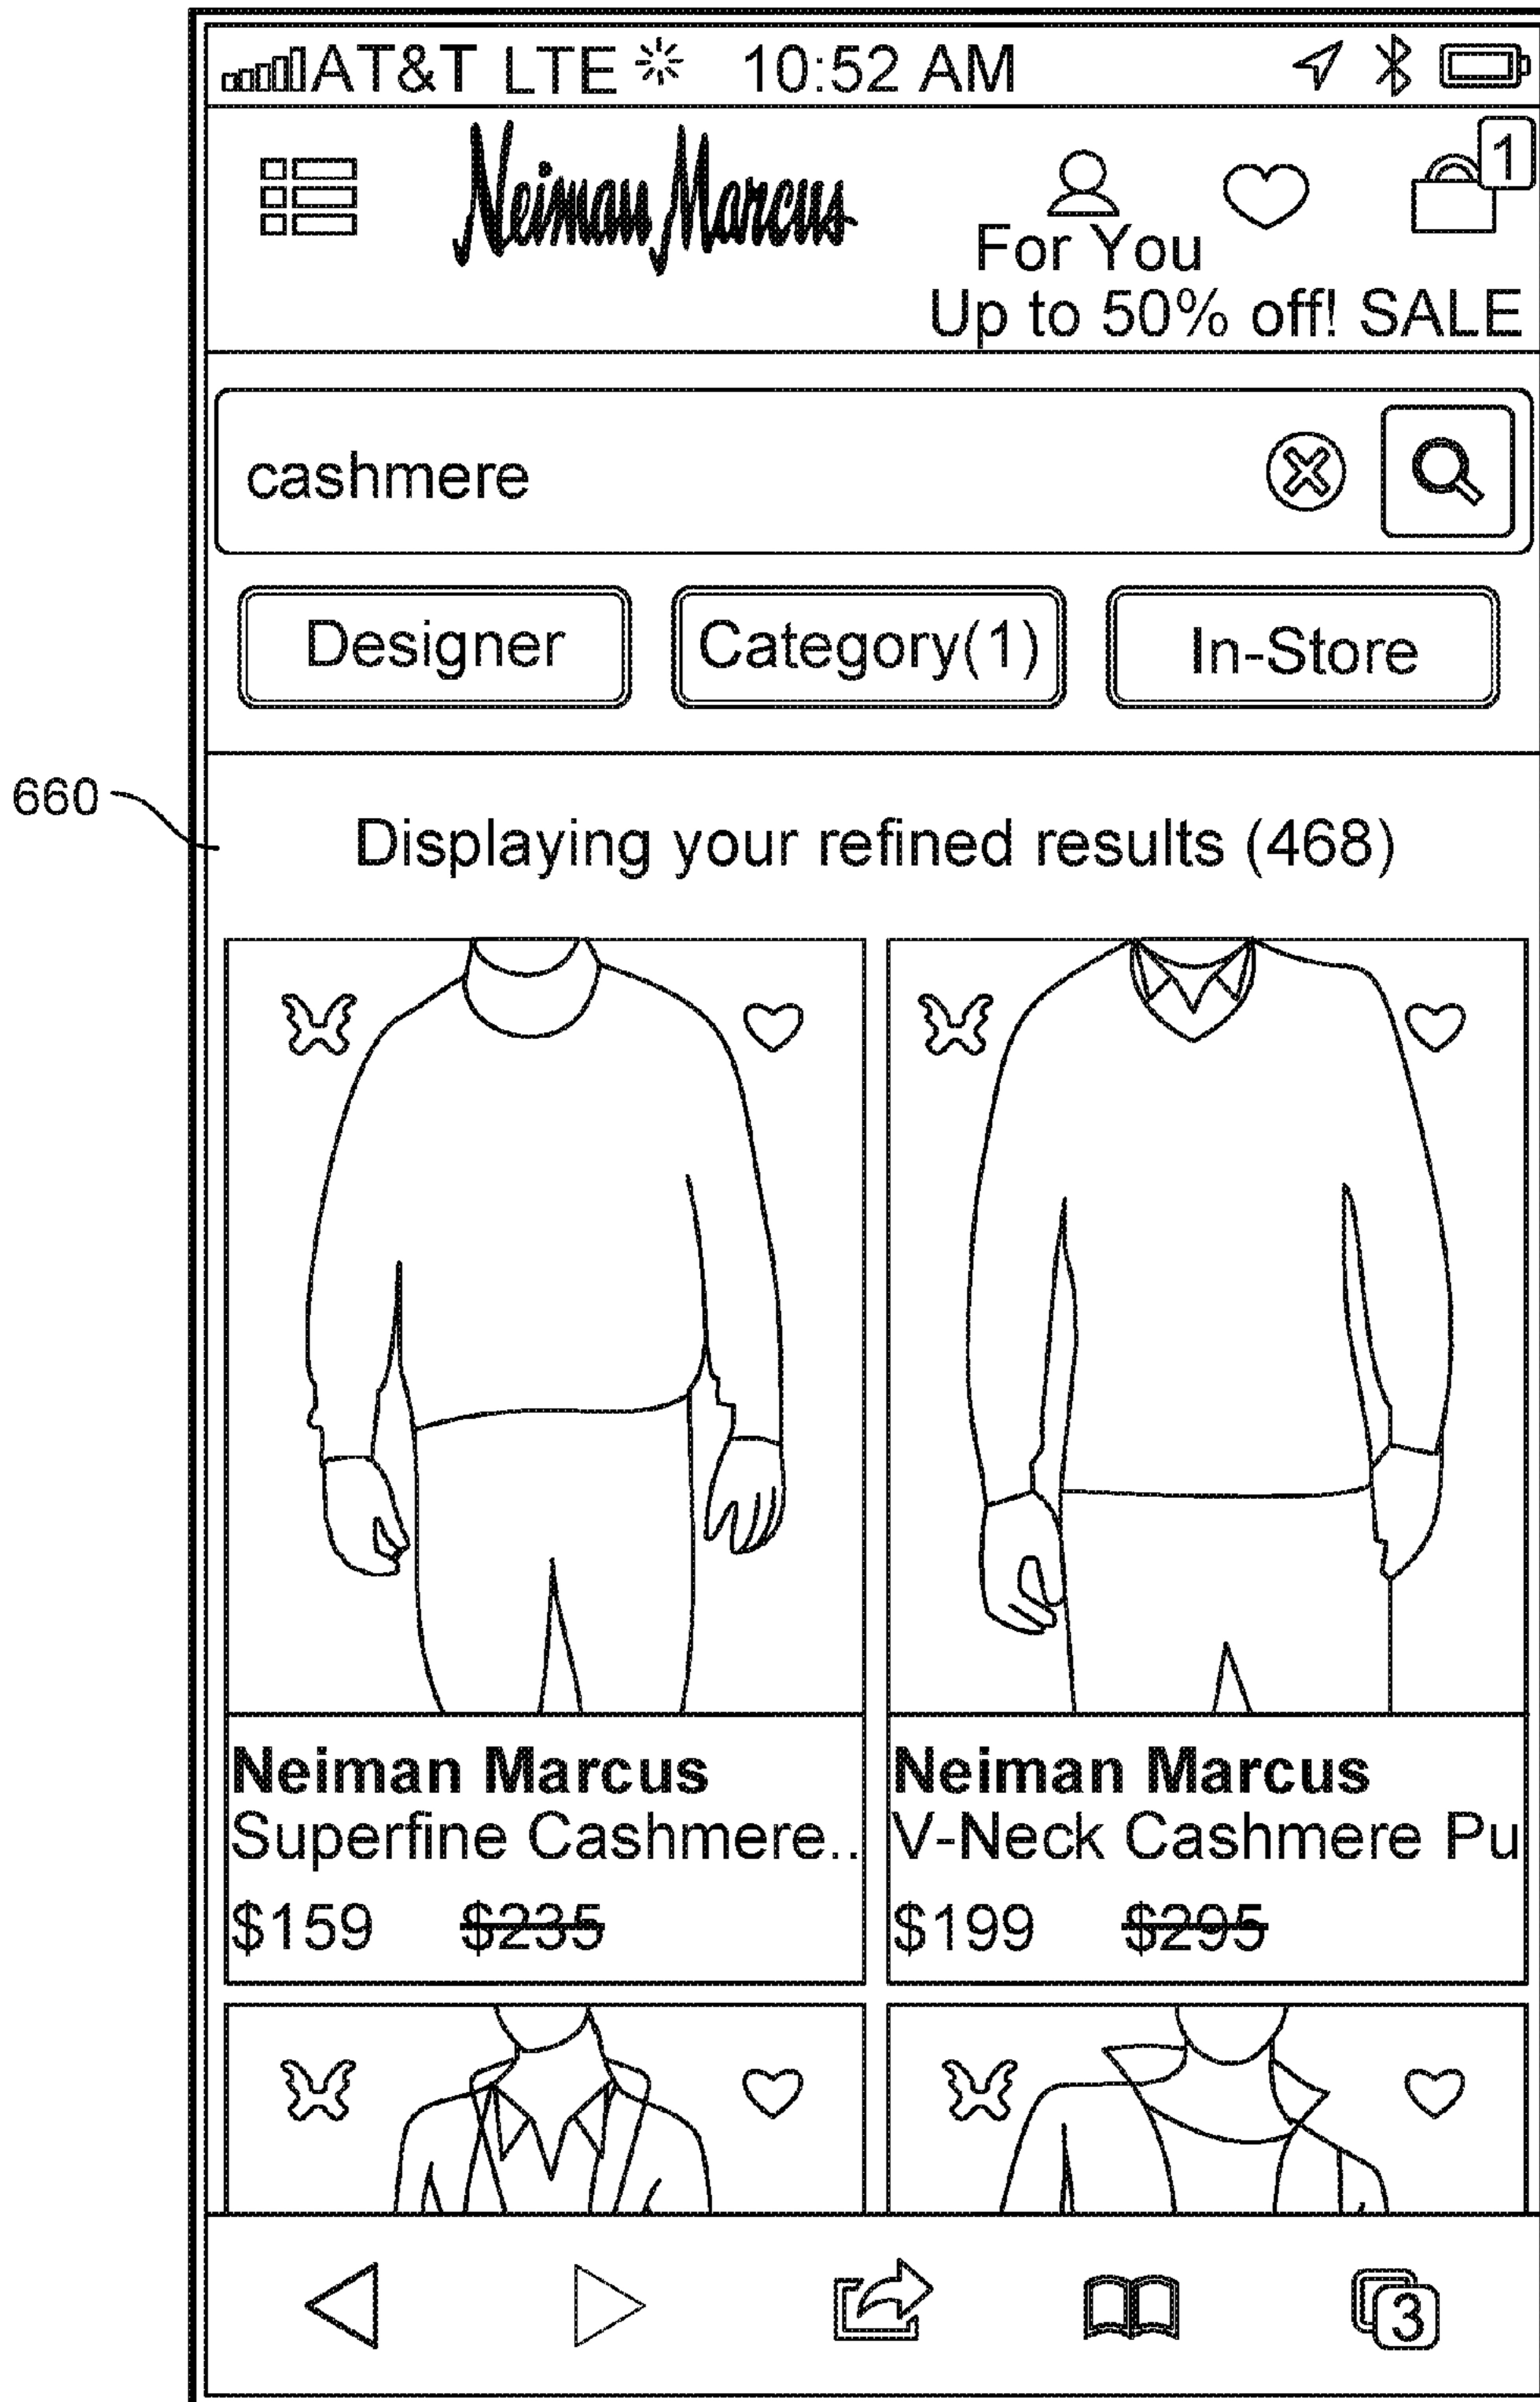 AT&T LTE 10:52 AM
1
Neiman Marcus
For You
Up to 50% off! SALE
cashmere
Designer Category(1) In-Store
660
Displaying your refined results (468)
Neiman Marcus
Superfine Cashmere..
$159 $235
Neiman Marcus
V-Neck Cashmere Pu
$199 $295
3